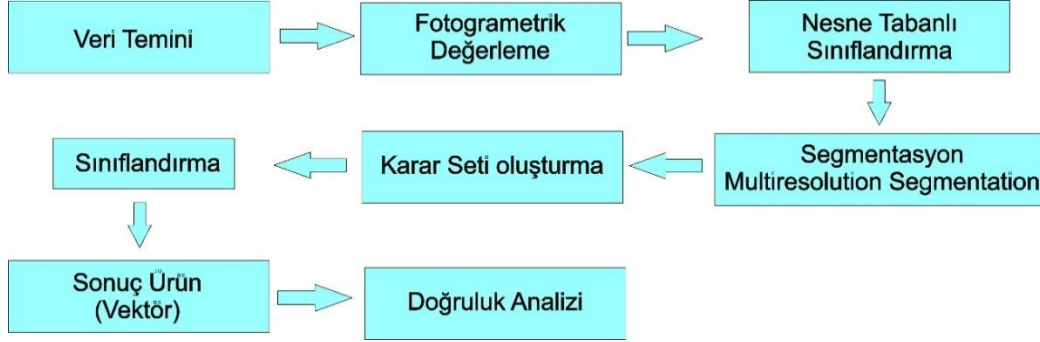 Veri Temini
Fotogrametrik
Değerleme
Nesne Tabanlı
Sınıflandırma
Segmentasyon
Multiresolution Segmentation
Karar Seti oluşturma
Sınıflandırma
Sonuç Ürün
(Vektör)
Doğruluk Analizi